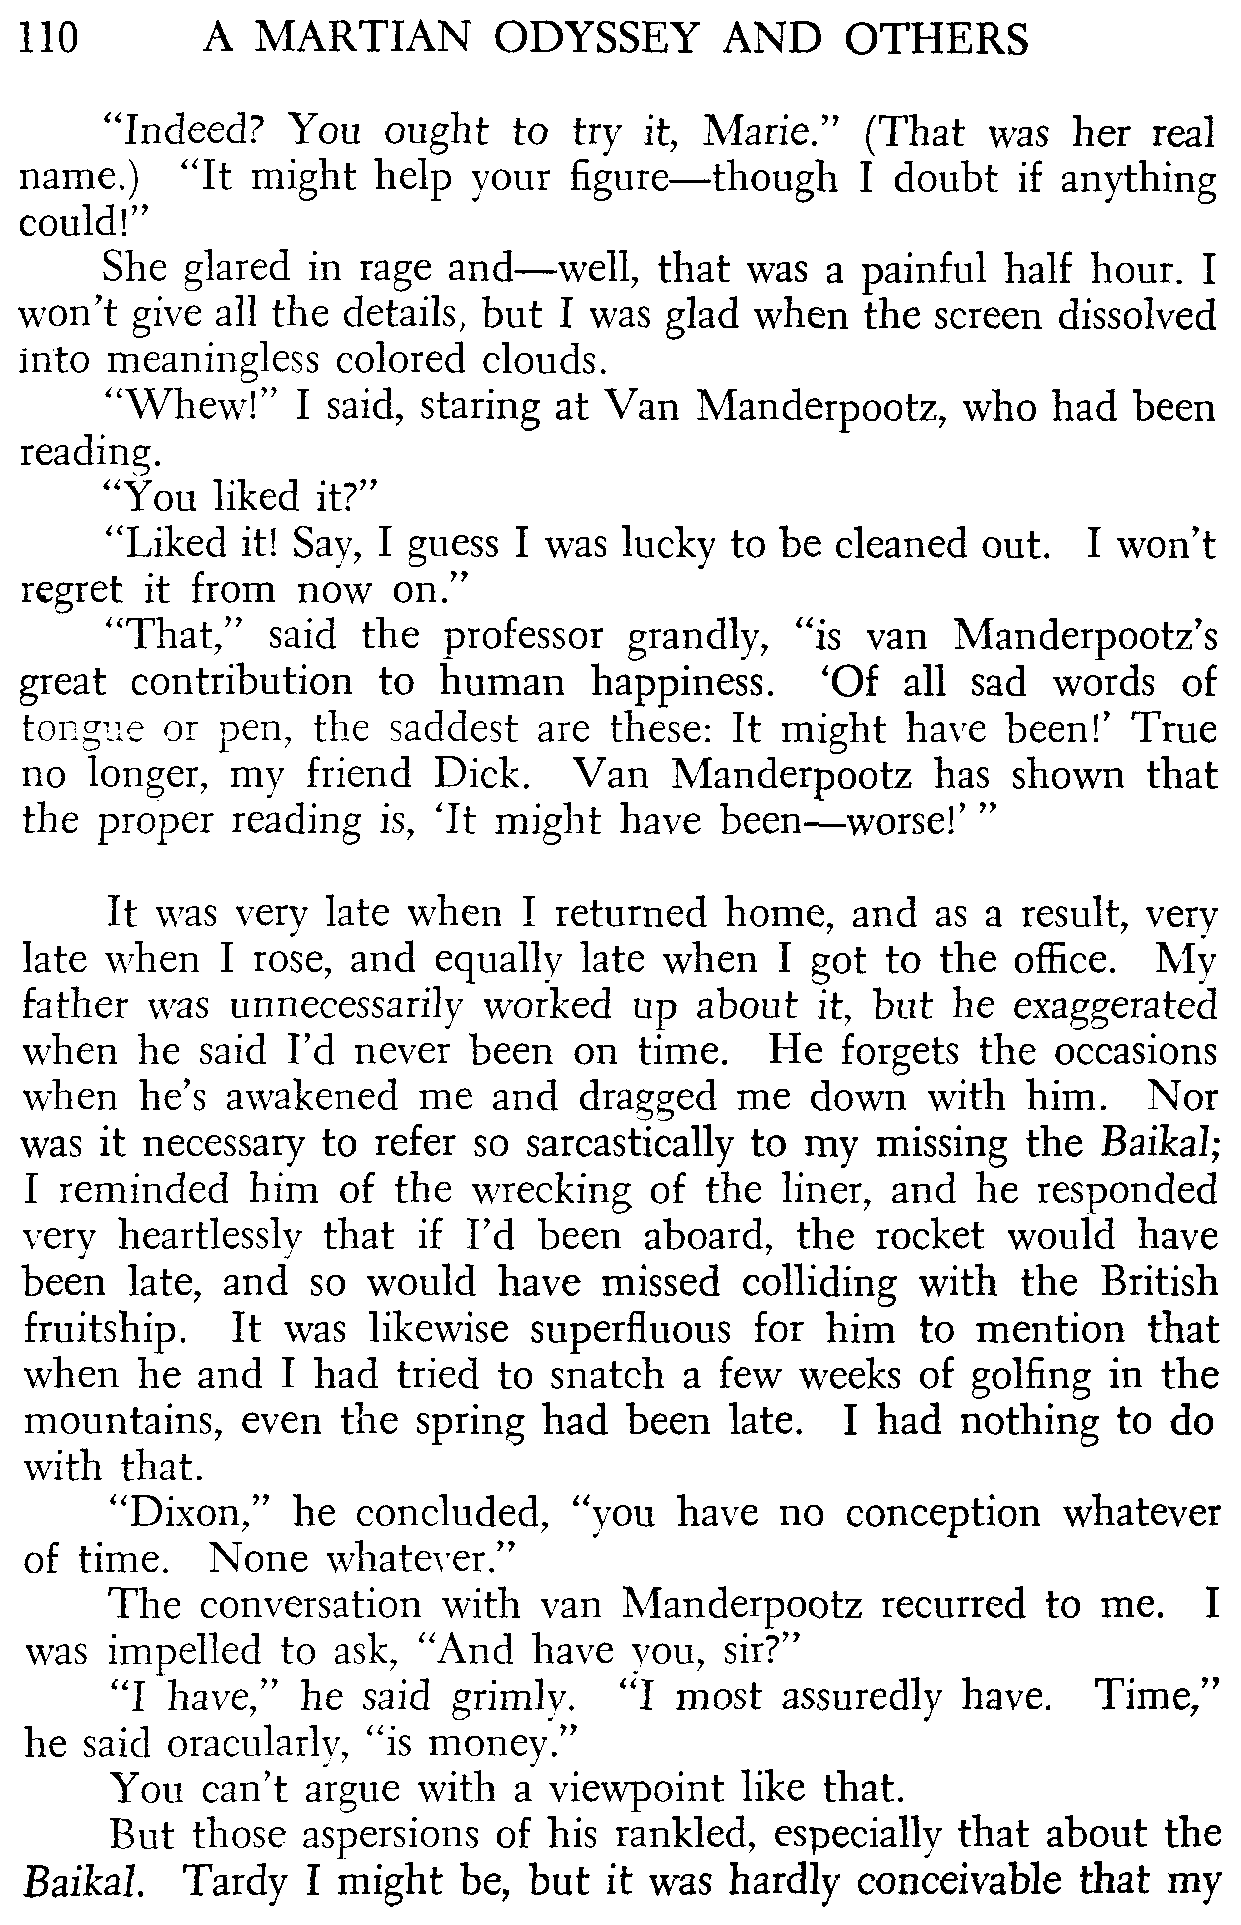 110 A MARTIAN ODYSSEY AND OTHERS
“Indeed? You ought to try it, Marie.” (That was her real
name.) “It might help your figure—though I doubt if anything
could!”
She glared in rage and—well, that was a painful half hour. I
won’t give all the details, but I was glad when the screen dissolved
into meaningless colored clouds.
“Whew!” I said, staring at Van Manderpootz, who had been
reading.
“You liked it?”
“Liked it! Say, I guess I was lucky to be cleaned out. I won’t
regret it from now on.”
“That,” said the professor grandly, “is van Manderpootz’s
great contribution to human happiness. ‘Of all sad words of
tongue or pen, the saddest are these: It might have been!’ True
no longer, my friend Dick. Van Manderpootz has shown that
the proper reading is, ‘It might have been—worse!’ ”
It was very late when I returned home, and as a result, very
late when I rose, and equally late when I got to the office. My
father was unnecessarily worked up about it, but he exaggerated
when he said I’d never been on time. He forgets the occasions
when he’s awakened me and dragged me down with him. Nor
was it necessary to refer so sarcastically to my missing the Baikal;
I reminded him of the wrecking of the liner, and he responded
very heartlessly that if I’d been aboard, the rocket would have
been late, and so would have missed colliding with the British
fruitship. It was likewise superfluous for him to mention that
when he and I had tried to snatch a few weeks of golfing in the
mountains, even the spring had been late. I had nothing to do
with that.
“Dixon,” he concluded, “you have no conception whatever
of time. None whatever.”
The conversation with van Manderpootz recurred to me. I
was impelled to ask, “And have you, sir?”
“I have,” he said grimly. “I most assuredly have. Time,”
he said oracularly, “is money.”
You can’t argue with a viewpoint like that.
But those aspersions of his rankled, especially that about the
Baikal. Tardy I might be, but it was hardly conceivable that my